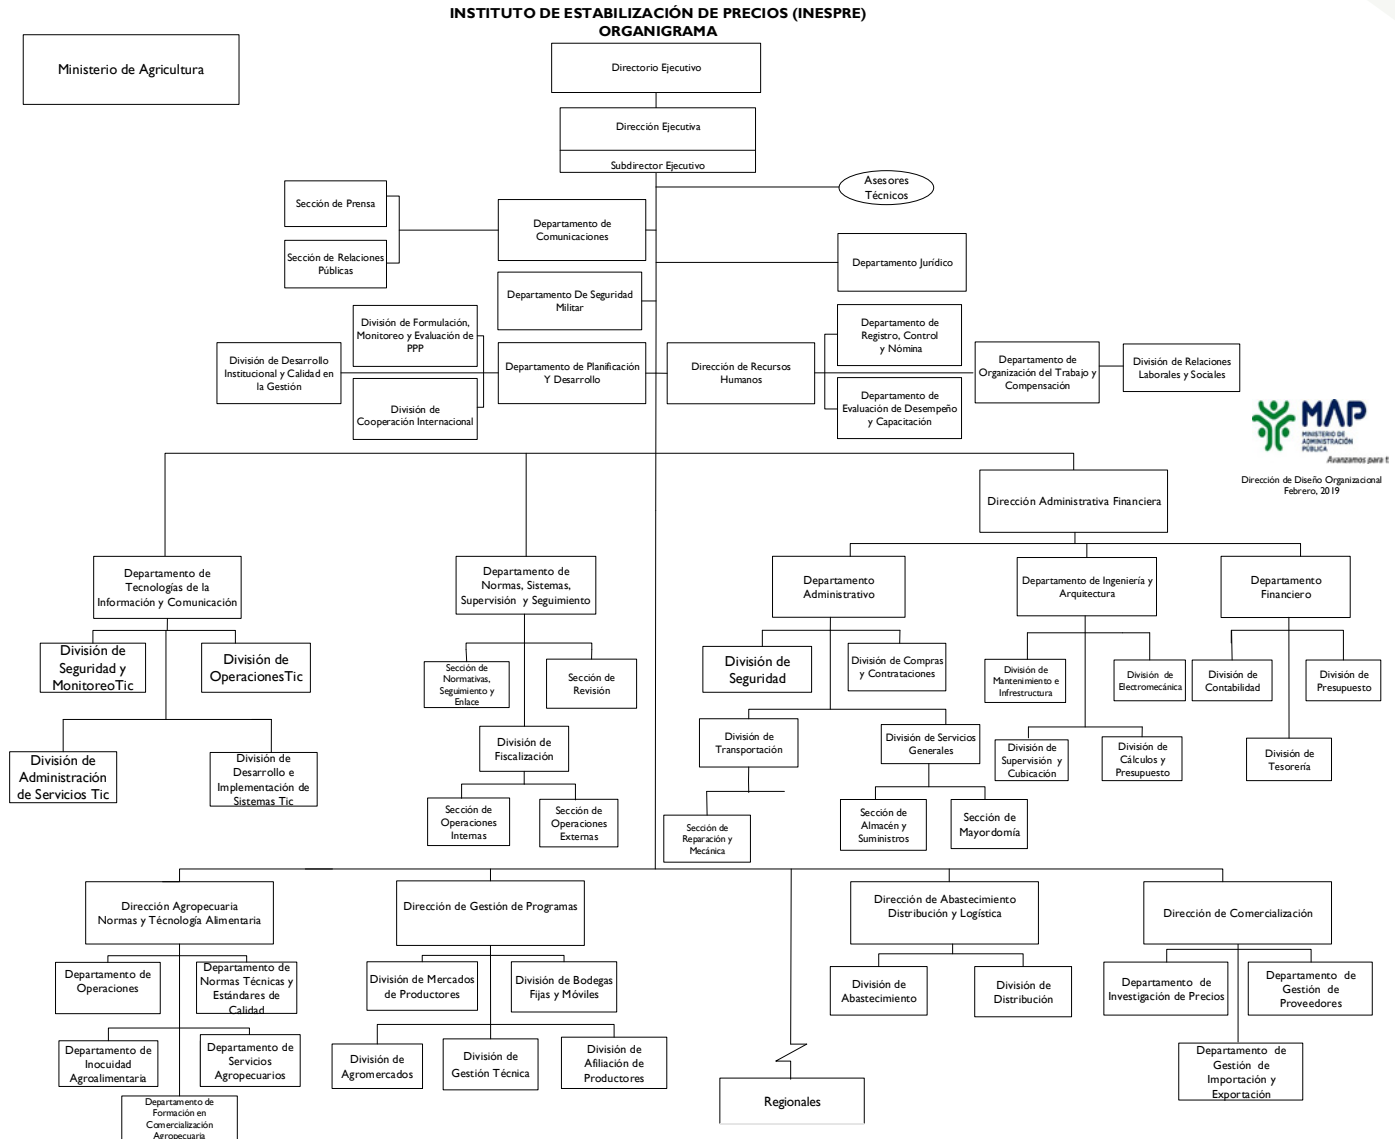 INSTITUTO DE ESTABILIZACIÓN DE PRECIOS (INESPRE)
ORGANIGRAMA
Ministerio de Agricultura
Directorio Ejecutivo
Dirección Ejecutiva
Subdirector Ejecutivo
Asesores
Técnicos
Sección de Prensa
Sección de Relaciones
Públicas
Departamento de
Comunicaciones
Departamento Jurídico
Departamento De Seguridad
Militar
División de Formulación,
Monitoreo y Evaluación de
PPP
División de Desarrollo
Institucional y Calidad en
la Gestión
División de
Cooperación Internacional
Departamento de Planificación
Y Desarrollo
Dirección de Recursos
Humanos
Departamento de
Registro, Control
y Nómina
Departamento de
Evaluación de Desempeño
y Capacitación
Departamento de
Organización del Trabajo y
Compensación
División de Relaciones
Laborales y Sociales
MAP
MINISTERIO DE
ADMINISTRACIÓN
PÚBLICA
Avanzamos para t
Dirección de Diseño Organizacional
Febrero, 2019
Dirección Administrativa Financiera
Departamento de
Tecnologías de la
Información y Comunicación
Departamento de
Normas, Sistemas,
Supervisión y Seguimiento
Departamento
Administrativo
Departamento de Ingeniería y
Arquitectura
Departamento
Financiero
División de
Seguridad y
MonitoreoTic
División de
OperacionesTic
División de
Administración
de Servicios Tic
División de
Desarrollo e
Implementación de
Sistemas Tic
Sección de
Normativas,
Seguimiento y
Enlace
Sección de
Revisión
División de
Fiscalización
Sección de
Operaciones
Internas
Sección de
Operaciones
Externas
División de
Seguridad
División de Compras
y Contrataciones
División de
Transportación
División de Servicios
Generales
Sección de
Reparación y
Mecánica
Sección de
Almacén y
Suministros
Sección de
Mayordomía
División de
Mantenimiento e
Infrestructura
División de
Electromecánica
División de
Supervisión y
Cubicación
División de
Cálculos y
Presupuesto
División de
Contabilidad
División de
Presupuesto
División de
Tesorería
Dirección Agropecuaria
Normas y Técnología Alimentaria
Dirección de Gestión de Programas
Dirección de Abastecimiento
Distribución y Logística
Dirección de Comercialización
Departamento de
Operaciones
Departamento de
Normas Técnicas y
Estándares de
Calidad
Departamento de
Inocuidad
Agroalimentaria
Departamento de
Servicios
Agropecuarios
Departamento de
Formación en
Comercialización
Agropecuaria
División de Mercados
de Productores
División de Bodegas
Fijas y Móviles
División de
Agromercados
División de
Gestión Técnica
División de
Afiliación de
Productores
Regionales
División de
Abastecimiento
División de
Distribución
Departamento de
Investigación de Precios
Departamento de
Gestión de
Proveedores
Departamento de
Gestión de
Importación y
Exportación